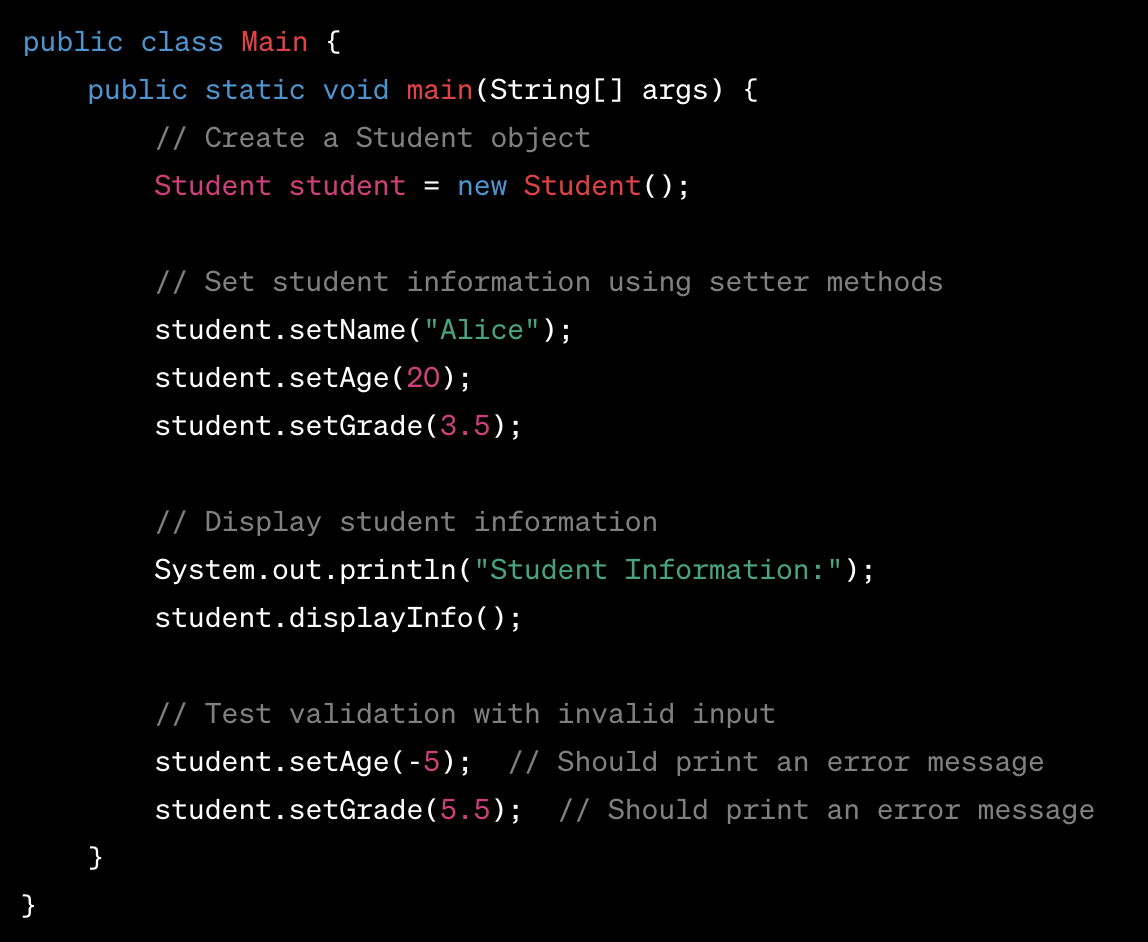 public class Main {
    public static void main(String[] args) {
        // Create a Student object
        Student student = new Student();

        // Set student information using setter methods
        student.setName("Alice");
        student.setAge(20);
        student.setGrade(3.5);

        // Display student information
        System.out.println("Student Information:");
        student.displayInfo();

        // Test validation with invalid input
        student.setAge(-5);  // Should print an error message
        student.setGrade(5.5);  // Should print an error message
    }
}